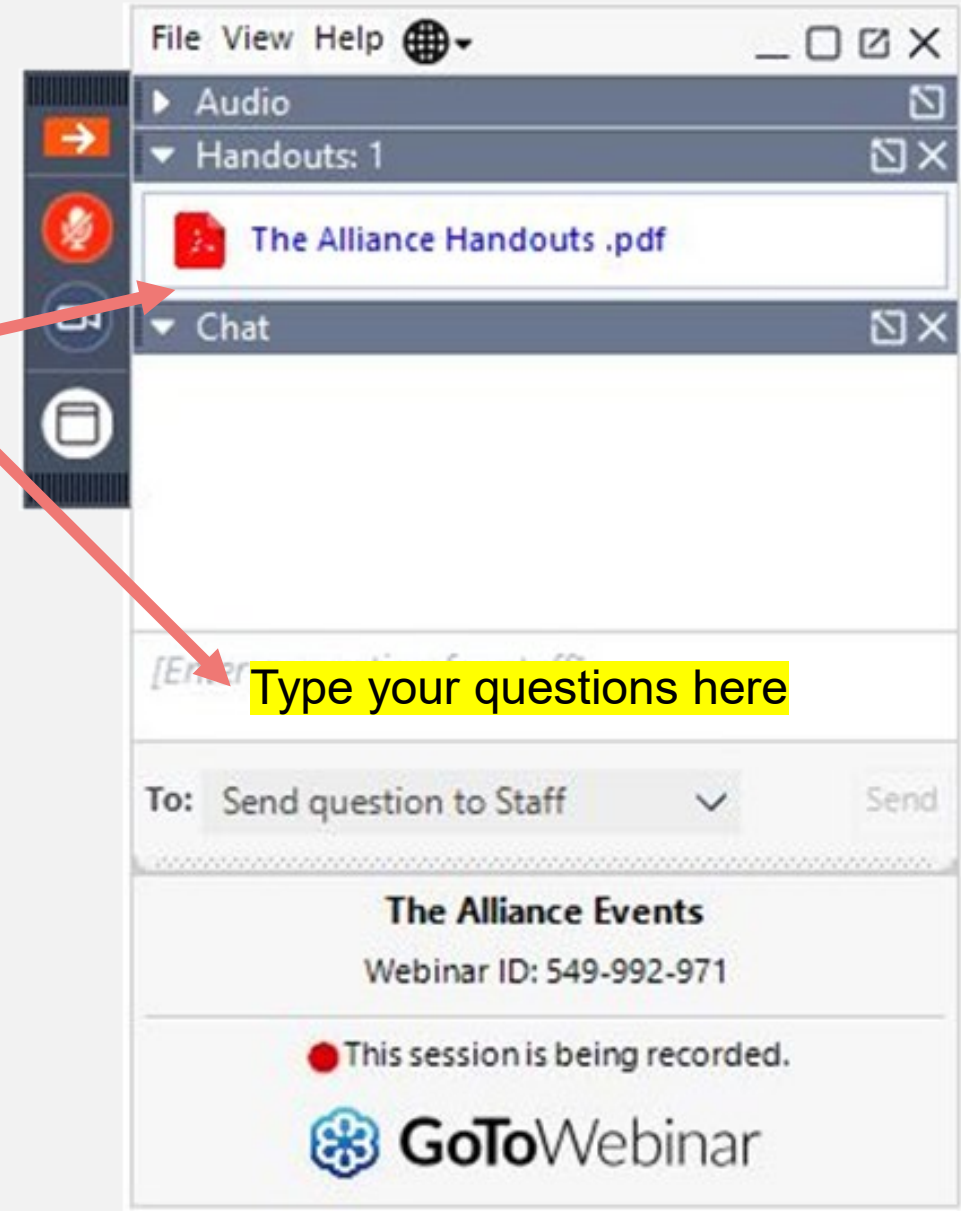 File View Help
Audio
Handouts: 1
The Alliance Handouts .pdf
Chat
[Enter
Type your questions here
To: Send question to Staff Send
The Alliance Events
Webinar ID: 549-992-971
This session is being recorded.
GoToWebinar